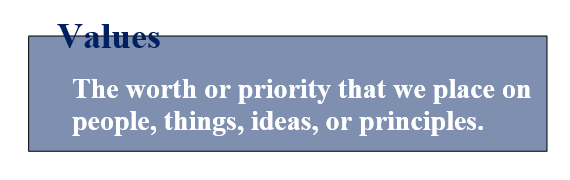 Values
The worth or priority that we place on
people, things, ideas, or principles.